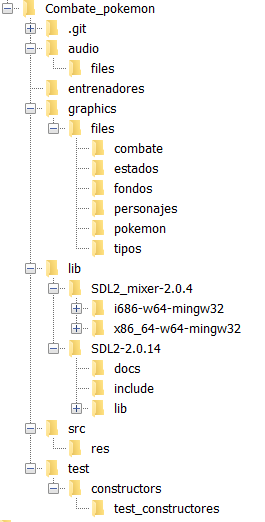 Combate_pokemon
.git
audio
files
entrenadores
graphics
files
combate
estados
fondos
personajes
pokemon
tipos
lib
SDL2_mixer-2.0.4
i686-w64-mingw32
x86_64-w64-mingw32
SDL2-2.0.14
docs
include
lib
src
res
test
constructors
test_constructores